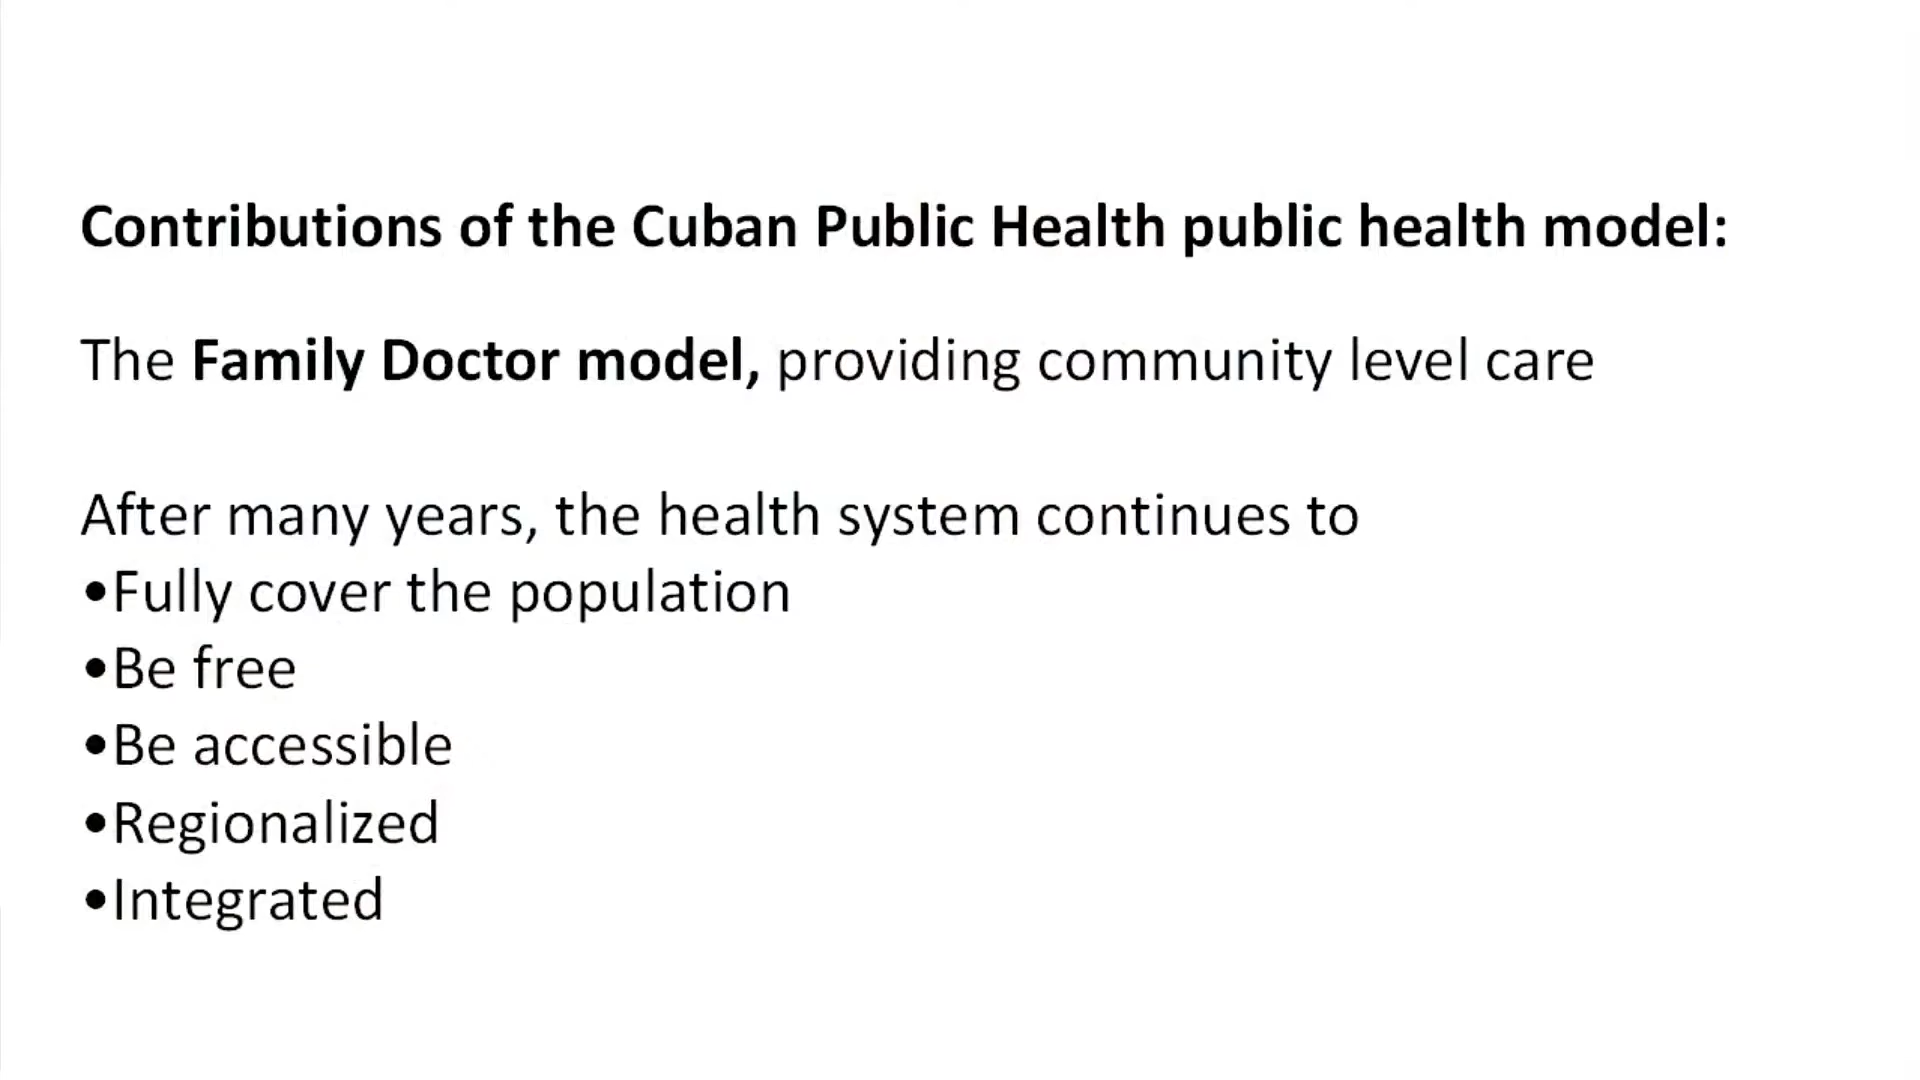 Contributions of the Cuban Public Health public health model:
The Family Doctor model, providing community level care
After many years, the health system continues to
•Fully cover the population
•Be free
•Be accessible
•Regionalized
•Integrated